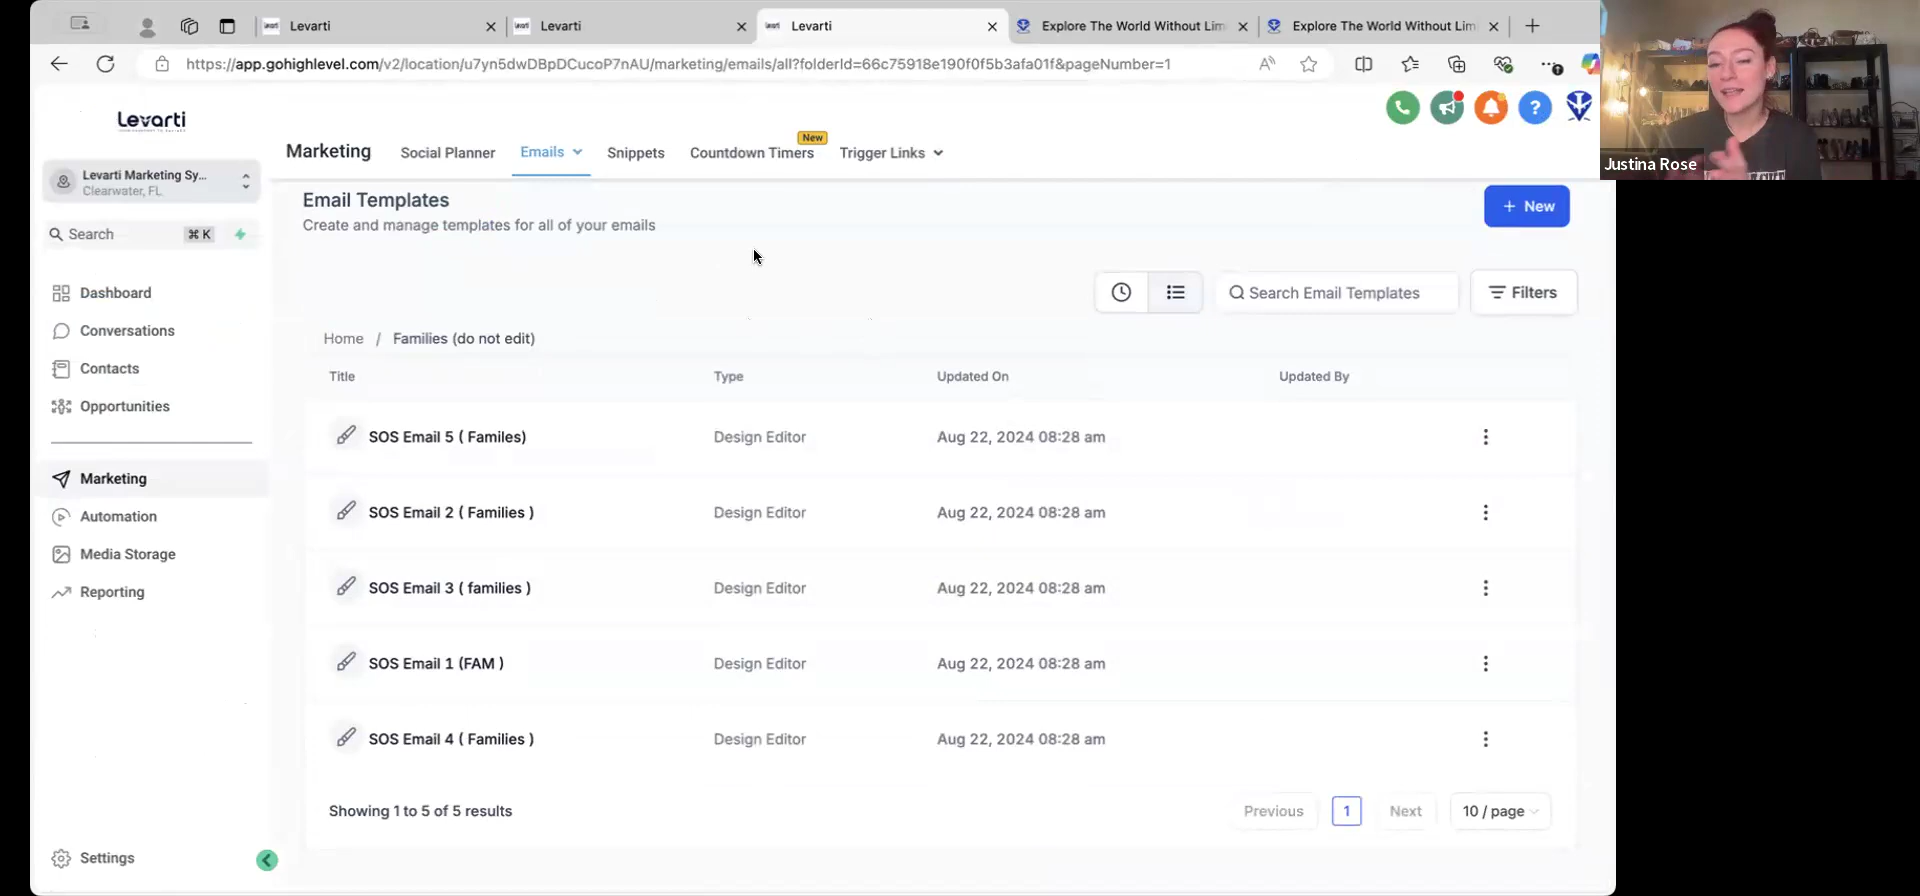 Levarti
Levarti
Levarti
Explore The World Without Lim
Explore The World Without Lim
https://app.gohighlevel.com/v2/location/u7yn5dwDBpDCucoP7nAU/marketing/emails/all?folderId=66c75918e190f0f5b3afa01f&pageNumber=1
Justina Rose
Levarti
Levarti Marketing Sy...
Clearwater, FL
Search ⌘ K
Dashboard
Conversations
Contacts
Opportunities
Marketing
Automation
Media Storage
Reporting
Settings
New
Marketing Social Planner Emails Snippets Countdown Timers Trigger Links
Email Templates
Create and manage templates for all of your emails
+ New
Search Email Templates
Filters
Home / Families (do not edit)
Title Type Updated On Updated By
SOS Email 5 ( Familes) Design Editor Aug 22, 2024 08:28 am
SOS Email 2 ( Families ) Design Editor Aug 22, 2024 08:28 am
SOS Email 3 ( families ) Design Editor Aug 22, 2024 08:28 am
SOS Email 1 (FAM ) Design Editor Aug 22, 2024 08:28 am
SOS Email 4 ( Families ) Design Editor Aug 22, 2024 08:28 am
Showing 1 to 5 of 5 results
Previous 1 Next 10 / page